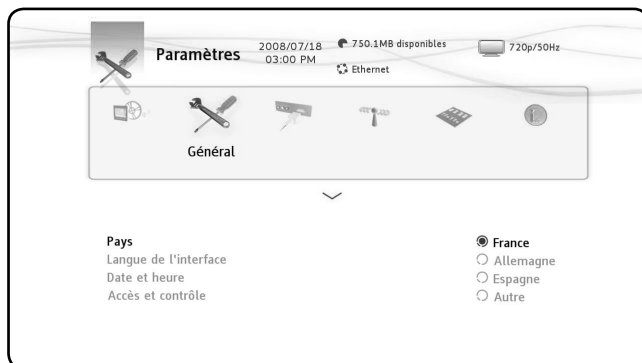 Paramètres
2008/07/18
03:00 PM
750.1MB disponibles
Ethernet
720p/50Hz
Général
Pays
Langue de l'interface
Date et heure
Accès et contrôle
France
Allemagne
Espagne
Autre